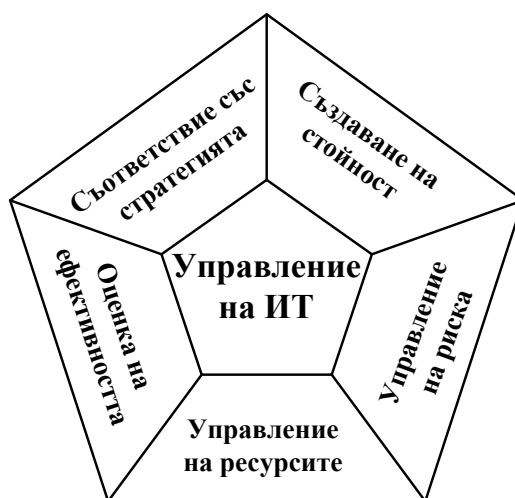 Съответствие със
стратегията
Създаване на
стойност
Управление
на ИТ
Оценка на
ефективността
Управление
на риска
Управление
на ресурсите